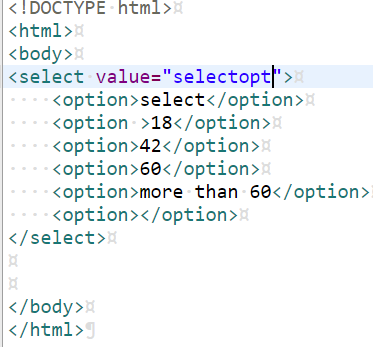 <!DOCTYPE html>
<html>
<body>
<select value="selectopt">
    <option>select</option>
    <option >18</option>
    <option>42</option>
    <option>60</option>
    <option>more than 60</option>
    <option></option>
</select>


</body>
</html>